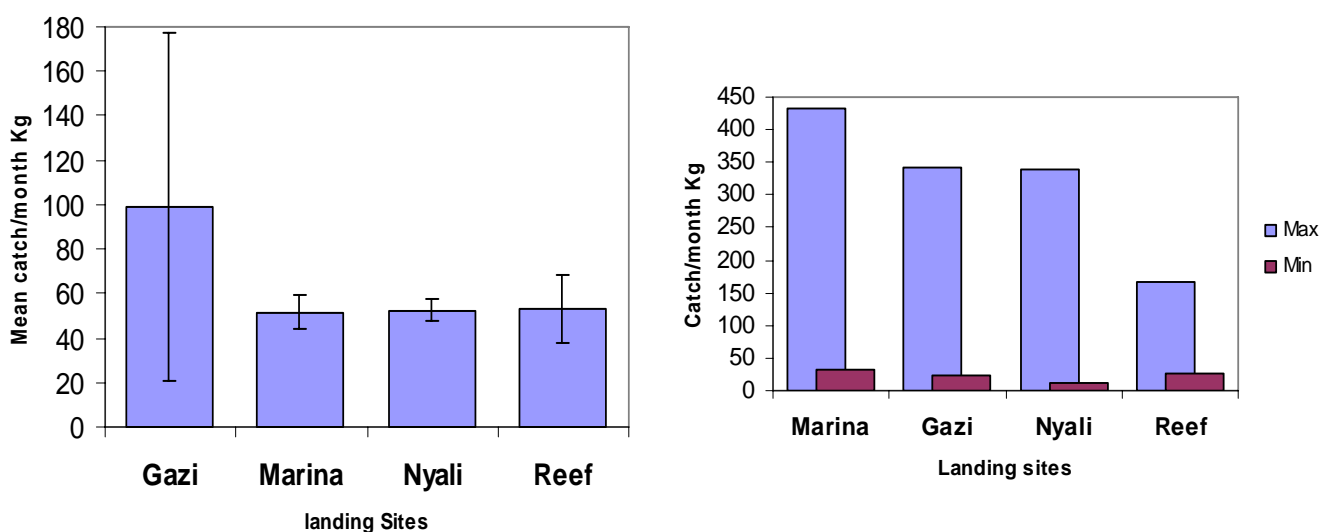 Mean catch/month Kg
180
160
140
120
100
80
60
40
20
0
Gazi Marina Nyali Reef
landing Sites
Catch/month Kg
450
400
350
300
250
200
150
100
50
0
Marina Gazi Nyali Reef
Landing sites
Max
Min